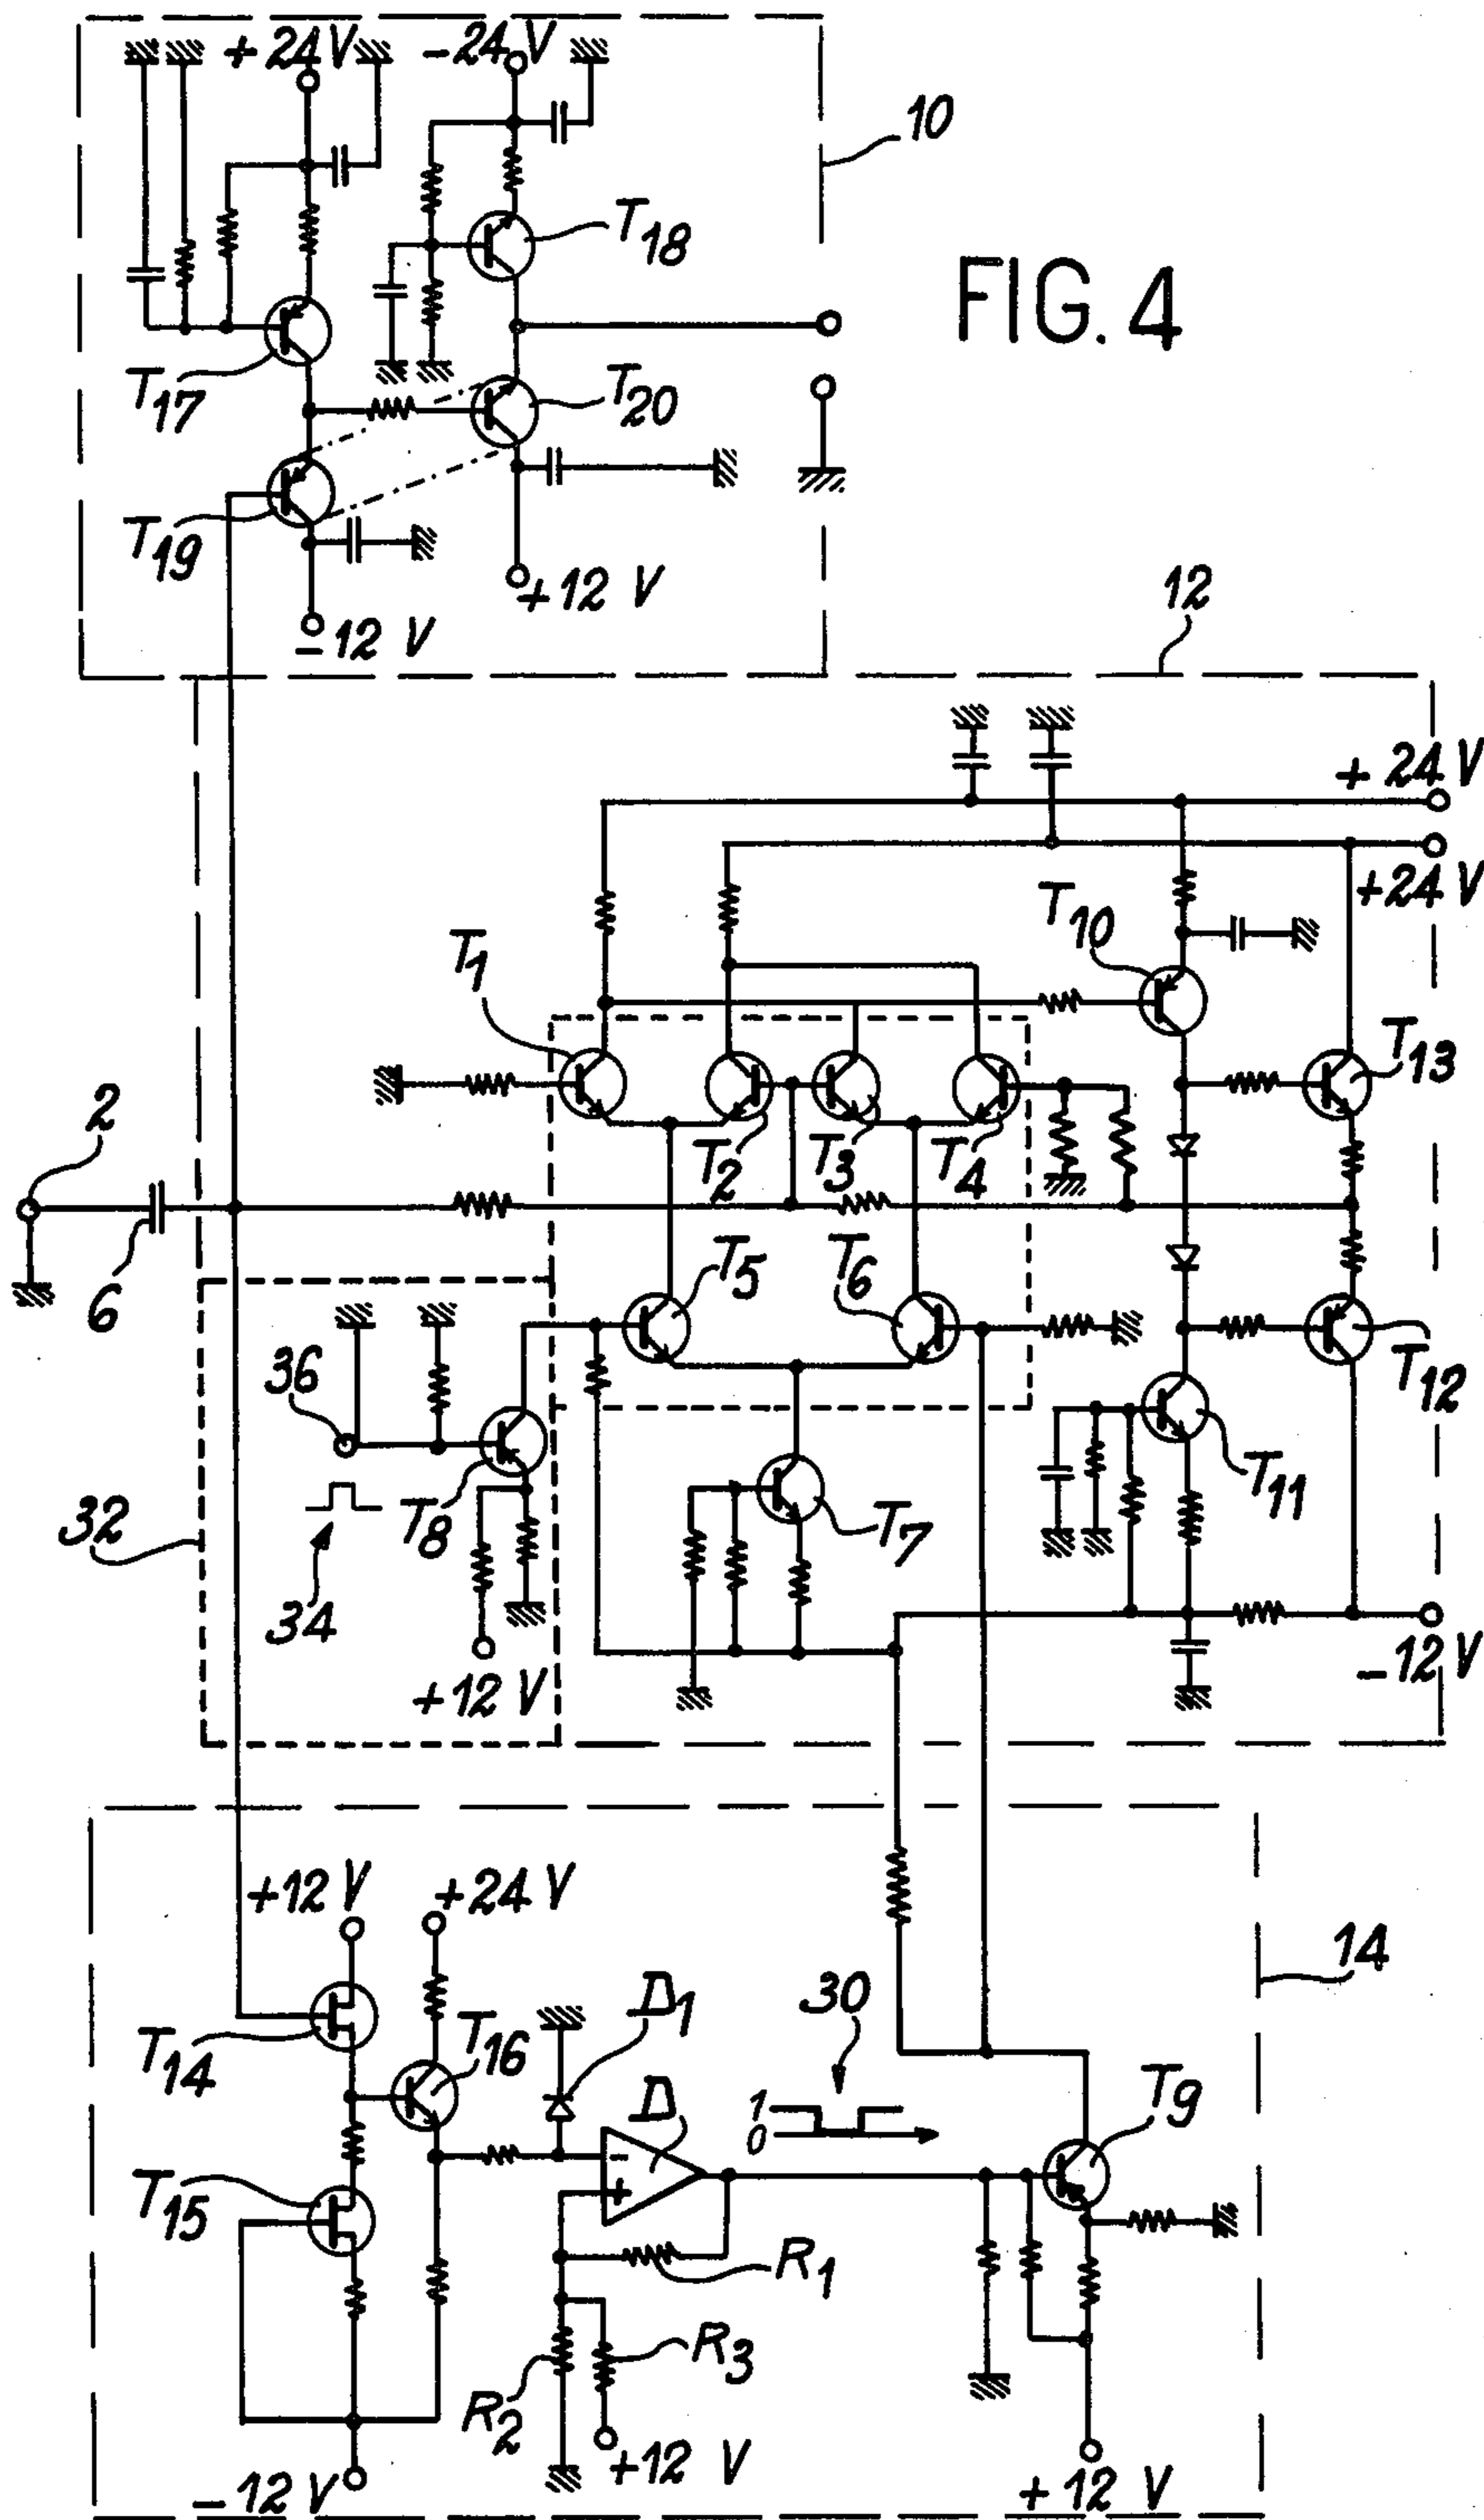 + 24V
- 24 V
10
T18
FIG. 4
T17
T20
T19
+12 V
- 12 V
12
+ 24 V
+24 V
T10
T1
T13
2
T2
T3
T4
6
T5
T6
36
T12
T8
T11
T7
32
34
+12 V
-12 V
+12 V
+24 V
14
D1
30
T16
T14
D
1
0
T9
-
+
T15
R1
R3
R2
+12 V
-12 V
+ 12 V